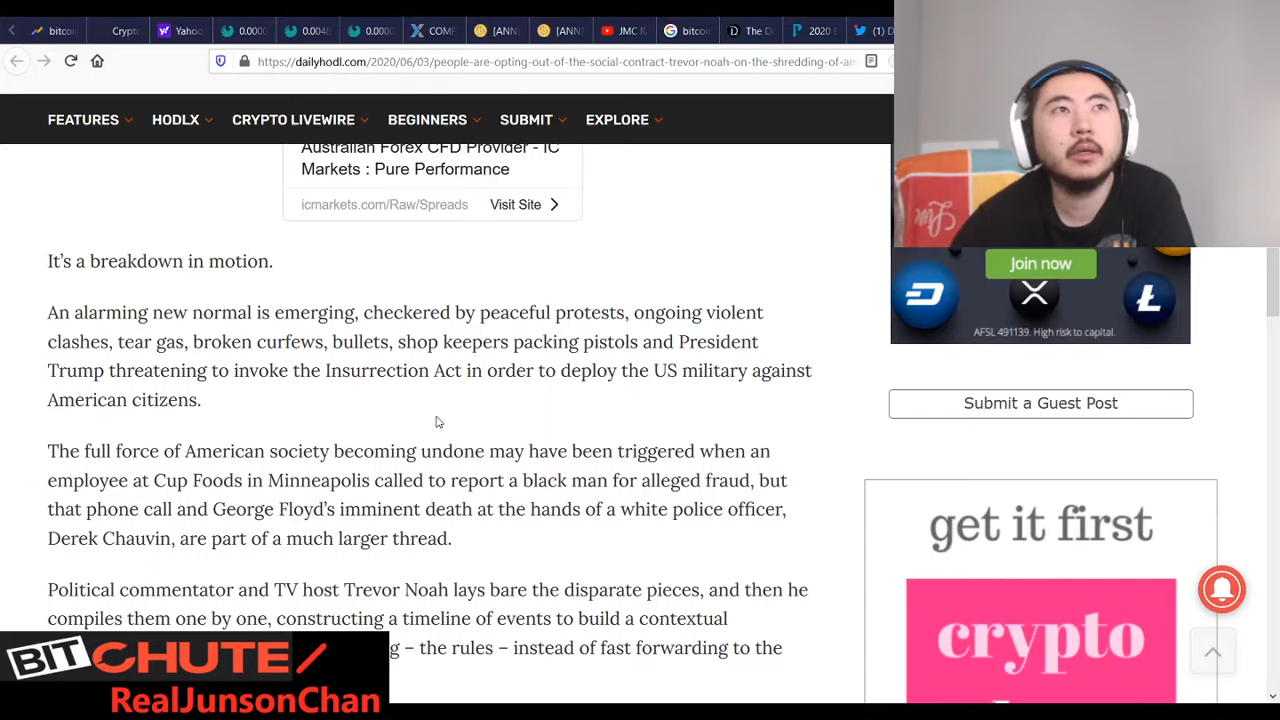 bitcoi
Crypto
Yahoo
0.000
0.0048
0.000
COMF
[ANN]
[ANN]
JMC R
bitcoi
The D
2020 E
(1) D
https://dailyhodl.com/2020/06/03/people-are-opting-out-of-the-social-contract-trevor-noah-on-the-shredding-of-am
FEATURES
HODLX
CRYPTO LIVEWIRE
BEGINNERS
SUBMIT
EXPLORE
Australian Forex CFD Provider - IC
Markets : Pure Performance
icmarkets.com/Raw/Spreads
Visit Site
Join now
AFSL 491139. High risk to capital.
It's a breakdown in motion.
An alarming new normal is emerging, checkered by peaceful protests, ongoing violent
clashes, tear gas, broken curfews, bullets, shop keepers packing pistols and President
Trump threatening to invoke the Insurrection Act in order to deploy the US military against
American citizens.
Submit a Guest Post
The full force of American society becoming undone may have been triggered when an
employee at Cup Foods in Minneapolis called to report a black man for alleged fraud, but
that phone call and George Floyd's imminent death at the hands of a white police officer,
Derek Chauvin, are part of a much larger thread.
get it first
crypto
Political commentator and TV host Trevor Noah lays bare the disparate pieces, and then he
compiles them one by one, constructing a timeline of events to build a contextual
g – the rules – instead of fast forwarding to the
BITCHUTE
RealJunsonChan